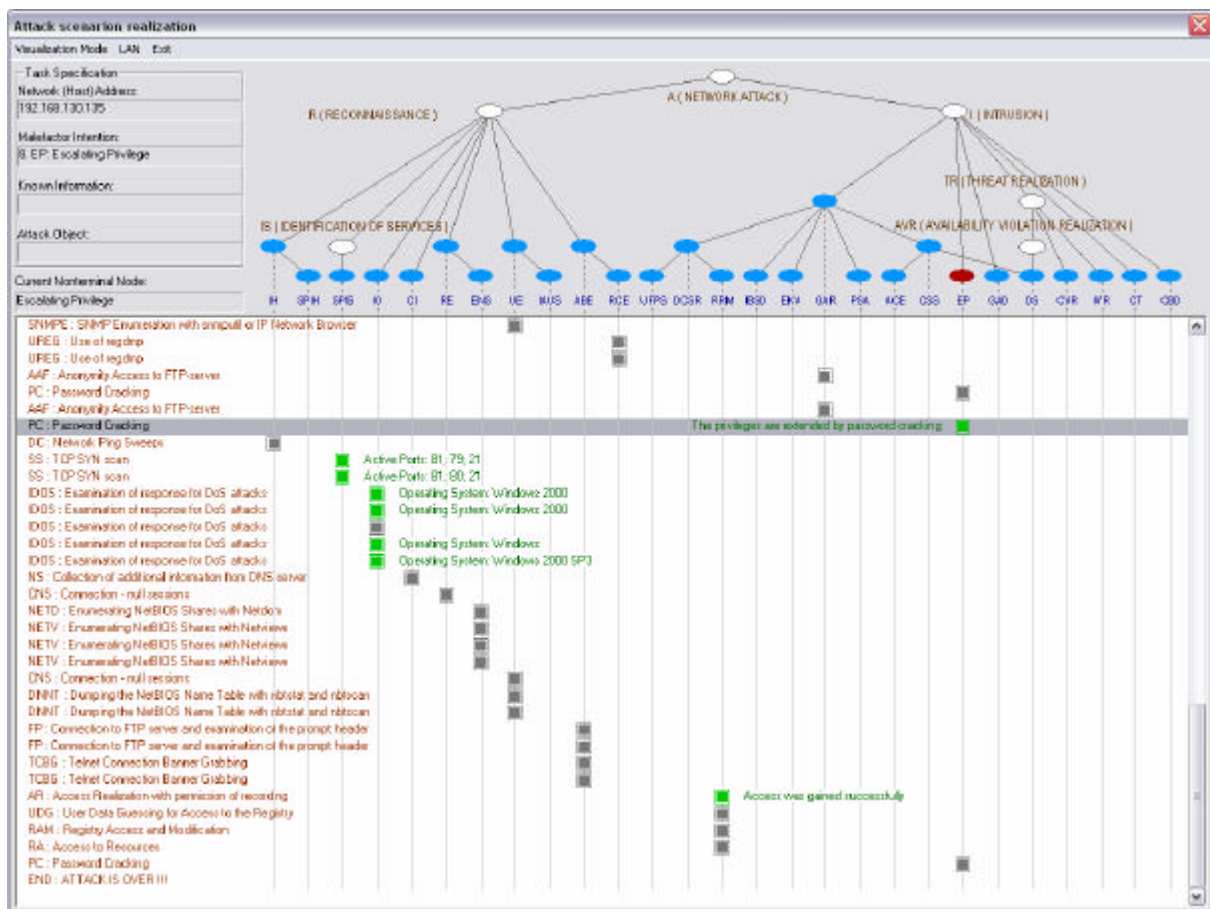 Attack scenarion realization
Visualization Mode LAN Exit
Task Specification
Network (Host) Address:
192.168.130.135
Malefactor Intention:
8. EP: Escalating Privilege
Known Information:
Attack Object:
Current Nonterminal Node:
Escalating Privilege
A ( NETWORK ATTACK )
R ( RECONNAISSANCE )
I ( INTRUSION )
TR (THREAT REALIZATION )
IS ( IDENTIFICATION OF SERVICES )
AVR (AVAILABILITY VIOLATION REALIZATION )
IH SPIH SPIS IO CI RE ENS UE ABE RCE UFPS DCSR RRM IBSD EKV GAR PSA ACE CSS EP GAD DS CVR CT CBD
SNMPE : SNMP Enumeration with snmputil or IP Network Browser
UREG : Use of regdmp
UREG : Use of regdmp
AAF : Anonymity Access to FTP-server
PC : Password Cracking
AAF : Anonymity Access to FTP-server
PC : Password Cracking The privileges are extended by password cracking
DC : Network Ping Sweeps
SS : TCP SYN scan Active Ports: 81; 79; 21
SS : TCP SYN scan Active Ports: 81; 80; 21
IDOS : Examination of response for DoS attacks Operating System: Windows 2000
IDOS : Examination of response for DoS attacks Operating System: Windows 2000
IDOS : Examination of response for DoS attacks
IDOS : Examination of response for DoS attacks Operating System: Windows
IDOS : Examination of response for DoS attacks Operating System: Windows 2000 SP3
NS : Collection of additional information from DNS-server
CNS : Connection - null sessions
NETD : Enumerating NetBIOS Shares with Netdom
NETV : Enumerating NetBIOS Shares with Netviewx
NETV : Enumerating NetBIOS Shares with Netviewx
NETV : Enumerating NetBIOS Shares with Netviewx
CNS : Connection - null sessions
DNNT : Dumping the NetBIOS Name Table with nbtstat and nbtscan
DNNT : Dumping the NetBIOS Name Table with nbtstat and nbtscan
FP : Connection to FTP server and examination of the prompt header
FP : Connection to FTP server and examination of the prompt header
TCBG : Telnet Connection Banner Grabbing
TCBG : Telnet Connection Banner Grabbing
AR : Access Realization with permission of recording Access was gained successfully
UDG : User Data Guessing for Access to the Registry
RAM : Registry Access and Modification
RA : Access to Resources
PC : Password Cracking
END : ATTACK IS OVER !!!